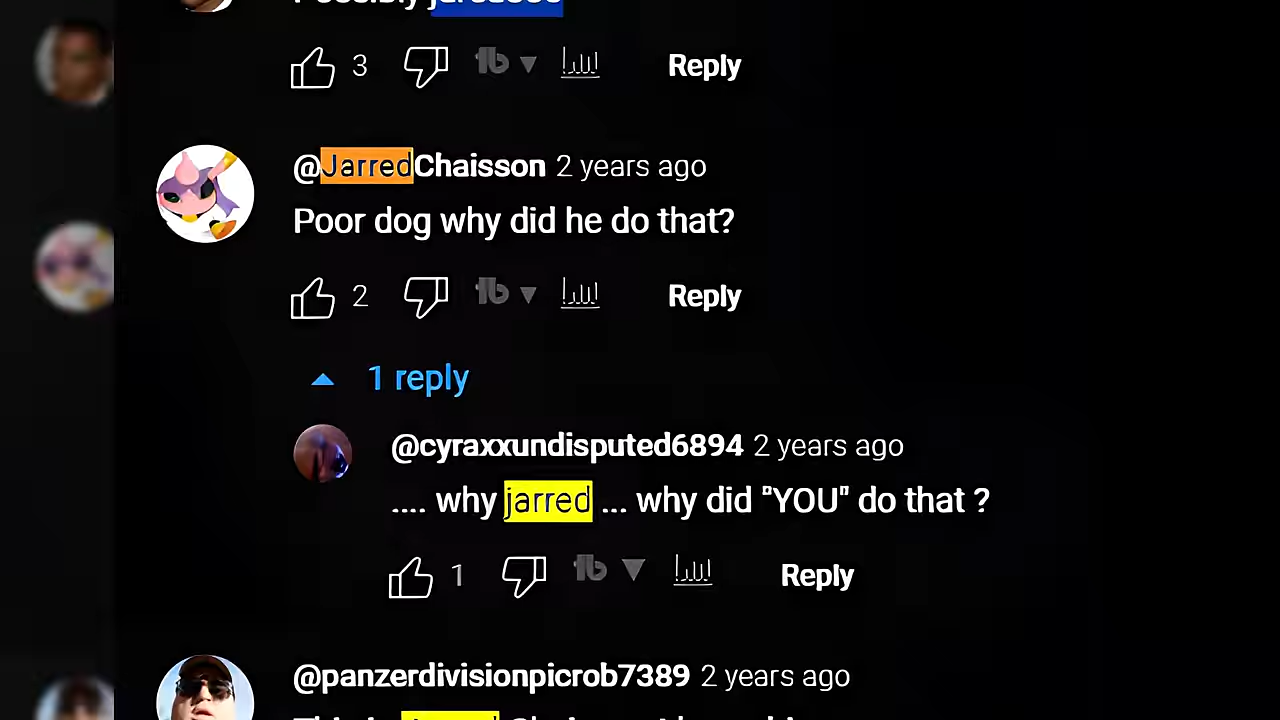 3 Reply
@JarredChaisson 2 years ago
Poor dog why did he do that?
2 Reply
1 reply
@cyraxxundisputed6894 2 years ago
.... why jarred ... why did "YOU" do that ?
1 Reply
@panzerdivisionpicrob7389 2 years ago